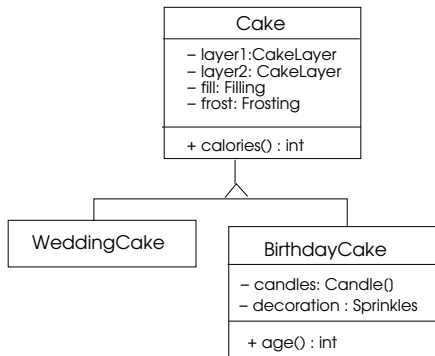 Cake
– layer1:CakeLayer
– layer2: CakeLayer
– fill: Filling
– frost: Frosting
+ calories() : int
WeddingCake
BirthdayCake
– candles: Candle[]
– decoration : Sprinkles
+ age() : int